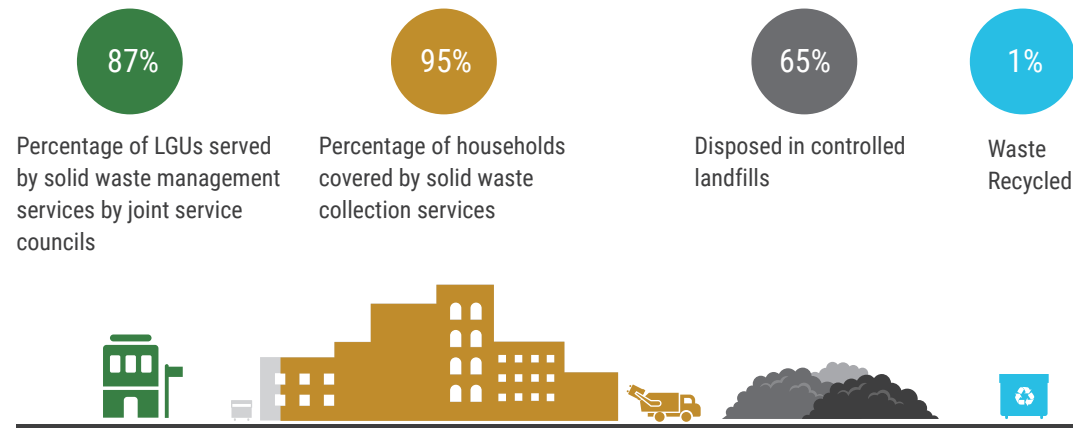 87%
95%
65%
1%
Percentage of LGUs served
by solid waste management
services by joint service
councils
Percentage of households
covered by solid waste
collection services
Disposed in controlled
landfills
Waste
Recycled